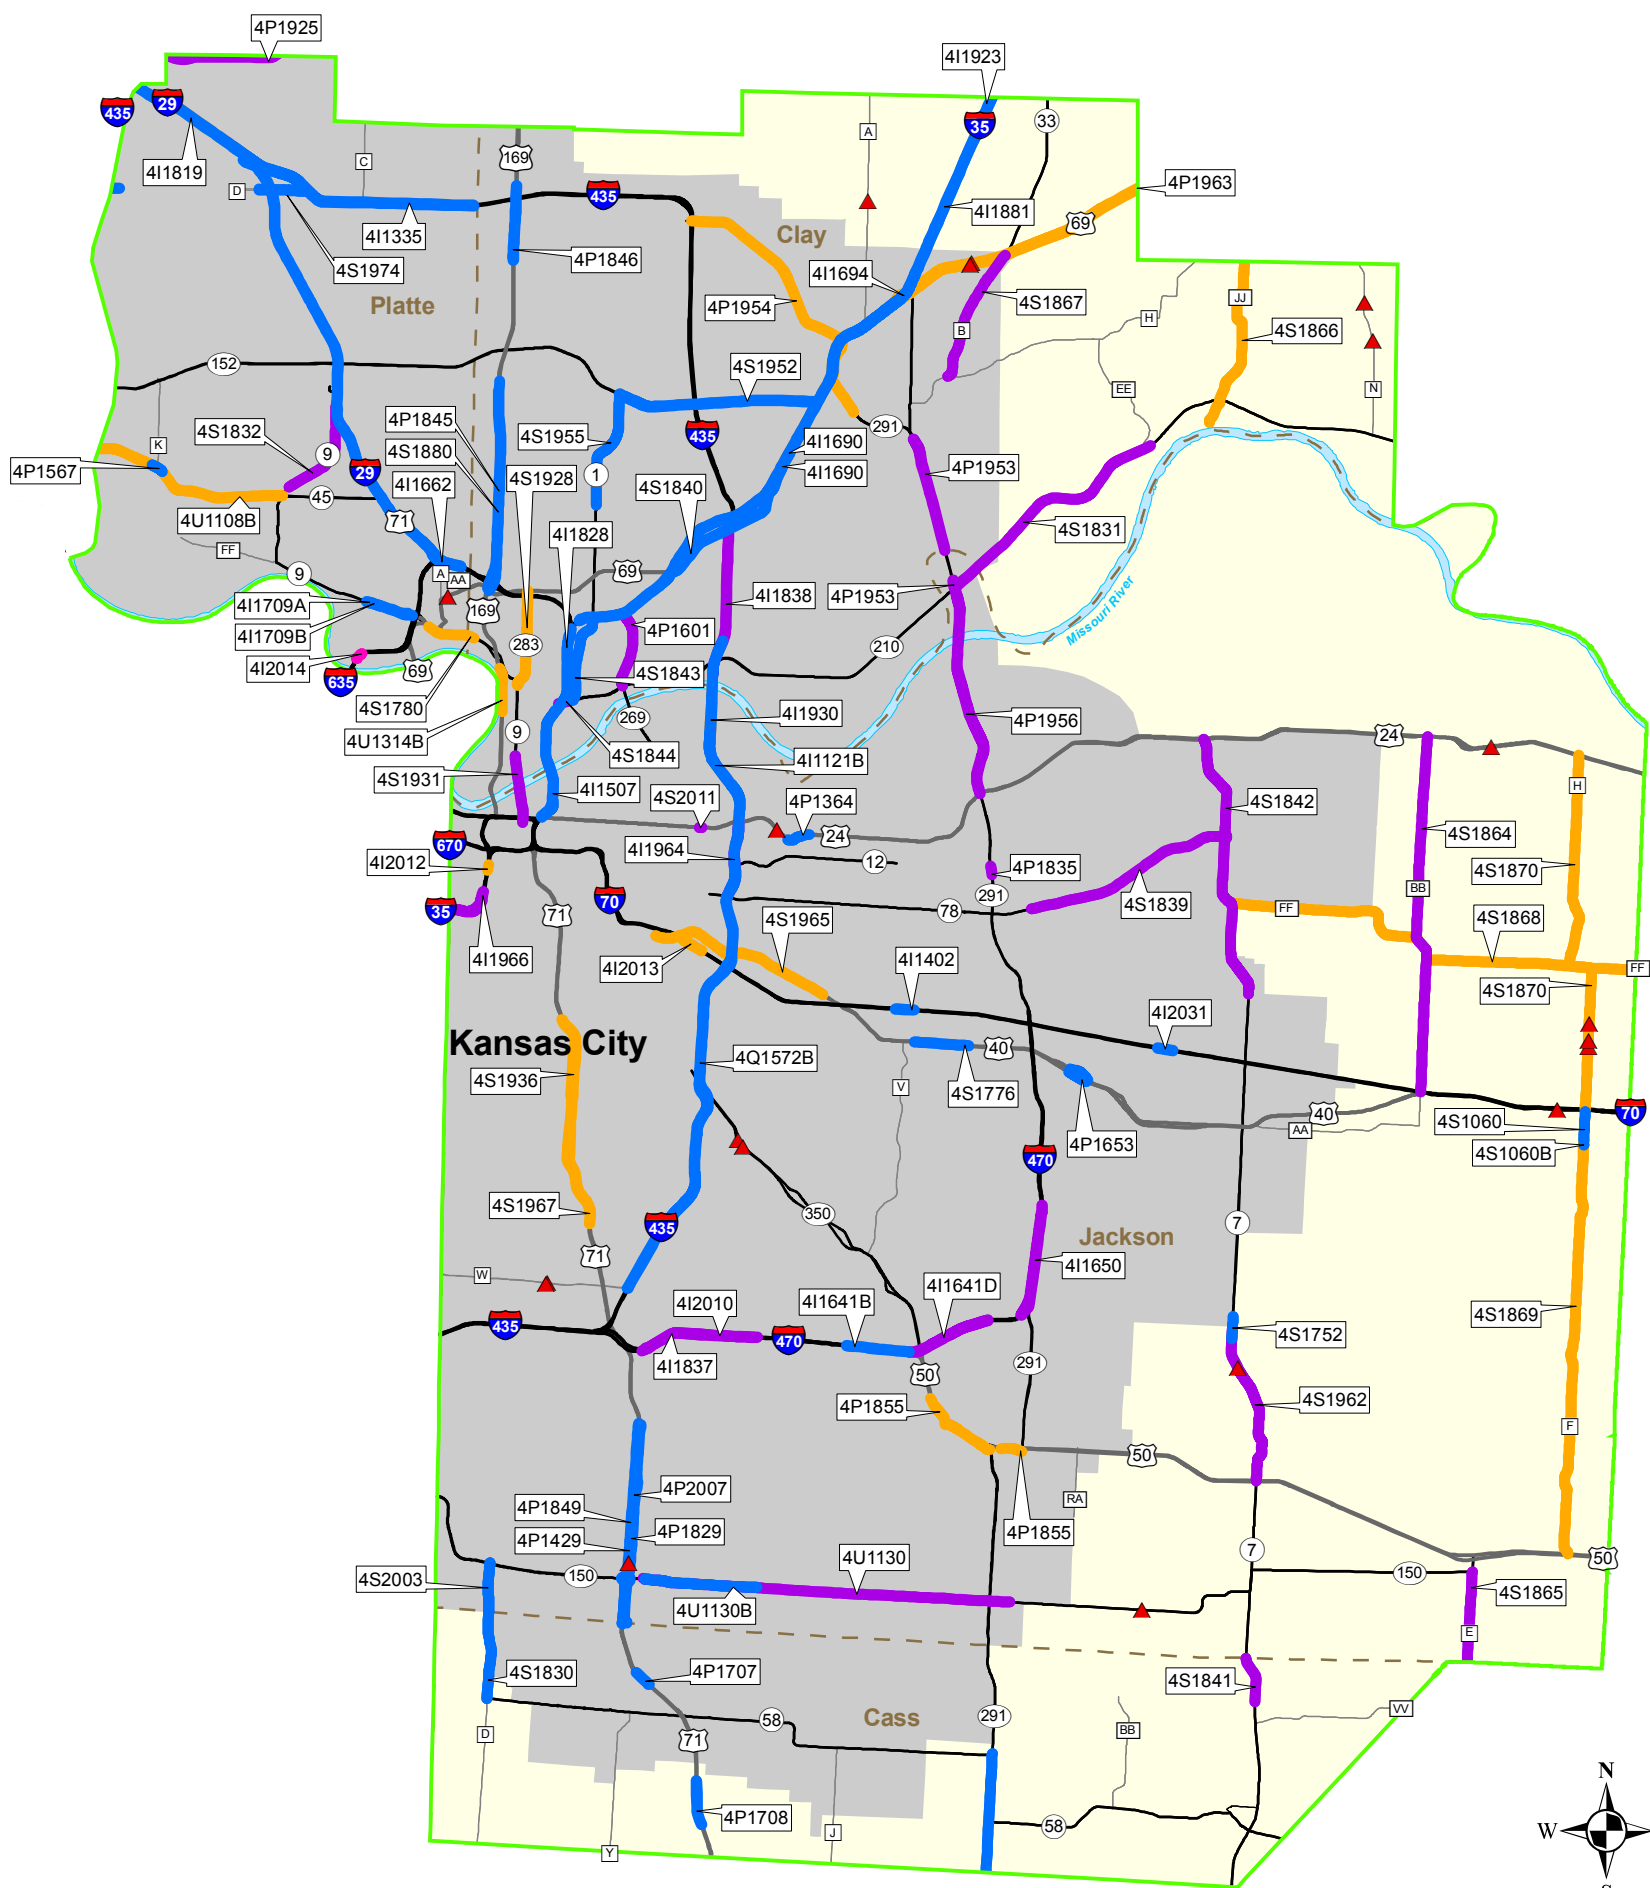 4P1925
4I1923
29
435
35
33
A
4I1819
C
169
D
435
4P1963
4I1881
69
4I1335
4S1974
4P1846
Clay
4I1694
Platte
4P1954
4S1867
JJ
H
B
4S1866
152
4S1952
EE
N
K
4S1832
9
4P1845
4S1955
435
291
4I1690
4P1567
4S1880
29
4I1690
4P1953
1
4I1662
4S1928
4S1840
45
4U1108B
71
4I1828
4S1831
FF
9
A
AA
69
4I1838
4P1953
Missouri River
4I1709A
169
4I1709B
283
4P1601
210
4I2014
69
635
4S1843
4S1780
269
4I1930
4P1956
4U1314B
9
4S1844
24
4I1121B
4S1931
4I1507
H
4S2011
4P1364
4S1842
24
4S1864
670
4I2012
4I1964
12
4P1835
4S1870
BB
70
291
4S1839
35
78
FF
71
4S1965
4S1868
4I1966
4I2013
4I1402
FF
4S1870
4I2031
Kansas City
40
4Q1572B
4S1936
V
4S1776
40
70
4S1060
AA
4P1653
4S1060B
470
4S1967
350
435
7
71
Jackson
4I1650
W
4I2010
4I1641B
4I1641D
4S1869
435
470
4S1752
4I1837
291
50
4S1962
4P1855
F
50
4P2007
RA
4P1849
4P1829
4P1855
4P1429
7
4U1130
50
4S2003
150
150
4U1130B
4S1865
E
4P1707
4S1830
4S1841
Cass
291
VV
D
58
BB
71
4P1708
58
J
Y
N
W